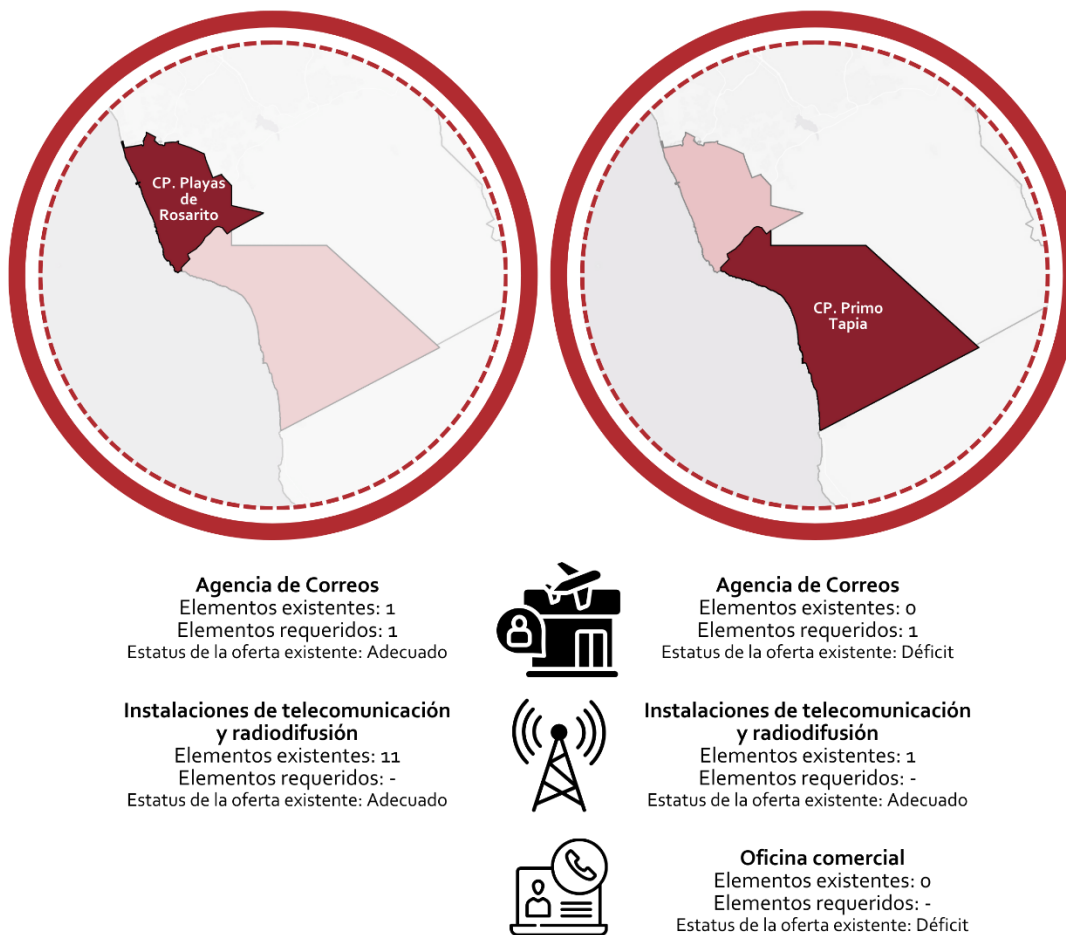 CP. Playas
de
Rosarito
CP. Primo
Tapia
Agencia de Correos
Elementos existentes: 1
Elementos requeridos: 1
Estatus de la oferta existente: Adecuado
Agencia de Correos
Elementos existentes: 0
Elementos requeridos: 1
Estatus de la oferta existente: Déficit
Instalaciones de telecomunicación
y radiodifusión
Elementos existentes: 11
Elementos requeridos: -
Estatus de la oferta existente: Adecuado
Instalaciones de telecomunicación
y radiodifusión
Elementos existentes: 1
Elementos requeridos: -
Estatus de la oferta existente: Adecuado
Oficina comercial
Elementos existentes: 0
Elementos requeridos: -
Estatus de la oferta existente: Déficit